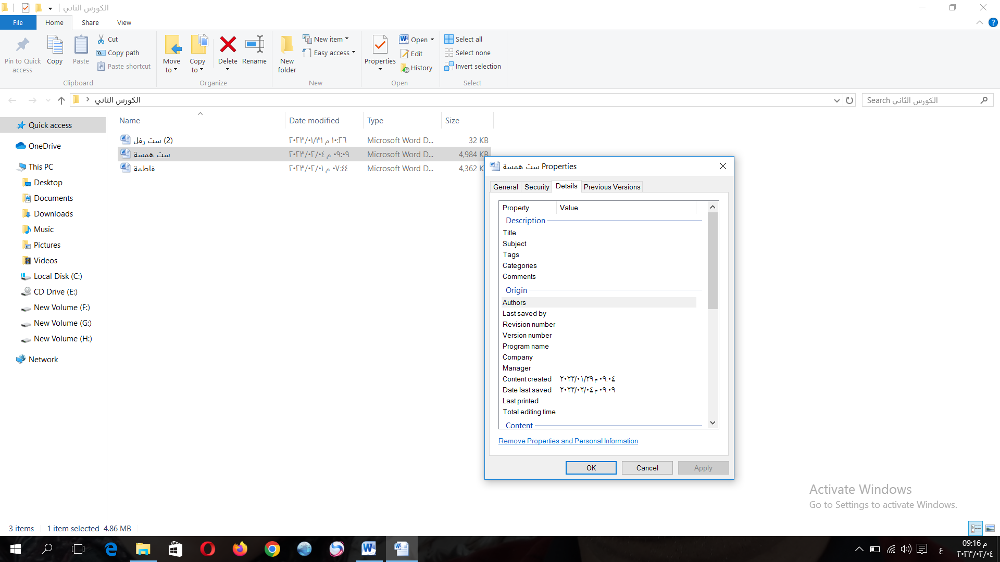 الكورس الثاني
File Home Share View
Pin to Quick access
Copy
Paste
Cut
Copy path
Paste shortcut
Clipboard
Move to
Copy to
Delete
Rename
Organize
New folder
New item
Easy access
New
Properties
Open
Edit
History
Open
Select all
Select none
Invert selection
Select
الكورس الثاني
Search الكورس الثاني
Quick access
OneDrive
This PC
Desktop
Documents
Downloads
Music
Pictures
Videos
Local Disk (C:)
CD Drive (E:)
New Volume (F:)
New Volume (G:)
New Volume (H:)
Network
Name Date modified Type Size
ست رفل (2) ٢٠٢٣/٠١/٣١ م ١٠:٢٦ Microsoft Word D... 32 KB
ست همسة ٢٠٢٣/٠٢/٠٤ م ٠٩:٠٩ Microsoft Word D... 4,984 KB
فاطمة ٢٠٢٣/٠٢/٠١ م ٠٧:٤٤ Microsoft Word D... 4,362 K
ست همسة Properties
General Security Details Previous Versions
Property Value
Description
Title
Subject
Tags
Categories
Comments
Origin
Authors
Last saved by
Revision number
Version number
Program name
Company
Manager
Content created ٢٠٢٣/٠١/٢٩ م ٠٩:٠٤
Date last saved ٢٠٢٣/٠٢/٠٤ م ٠٩:٠٩
Last printed
Total editing time
Content
Remove Properties and Personal Information
OK Cancel Apply
Activate Windows
Go to Settings to activate Windows.
3 items 1 item selected 4.86 MB
ع
09:16 م
٢٠٢٣/٠٢/٠٤